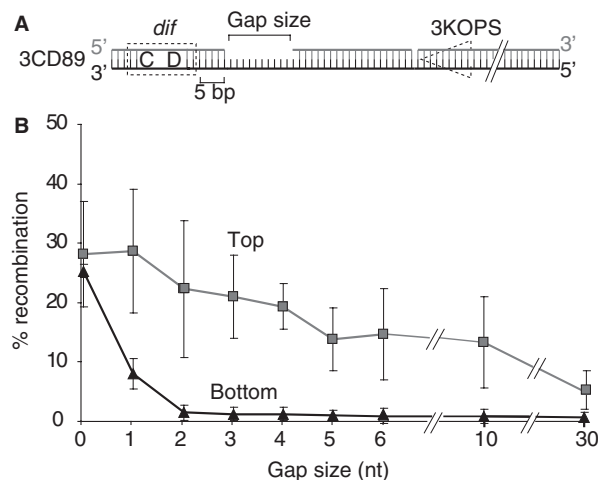 A
dif
Gap size
3KOPS
5'
3'
3CD89
C D
3'
5'
5 bp
B
50
40
30
20
10
0
% recombination
Top
Bottom
0 1 2 3 4 5 6 10 30
Gap size (nt)